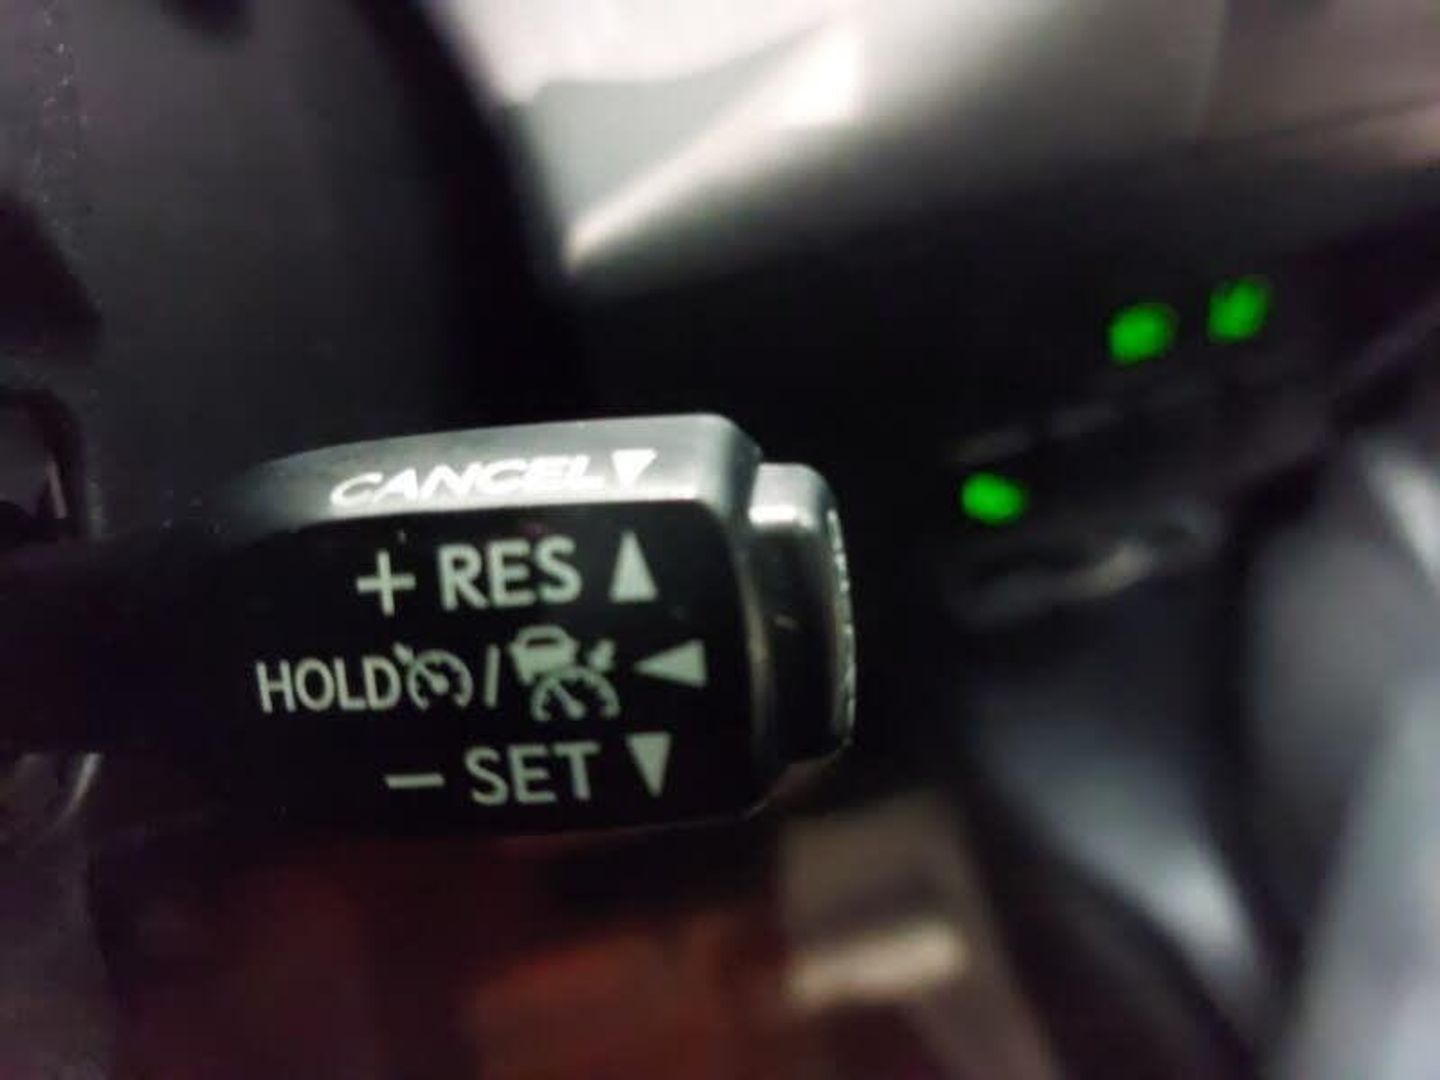 CANCEL▼
+ RES ▲
HOLD / ◀
– SET ▼